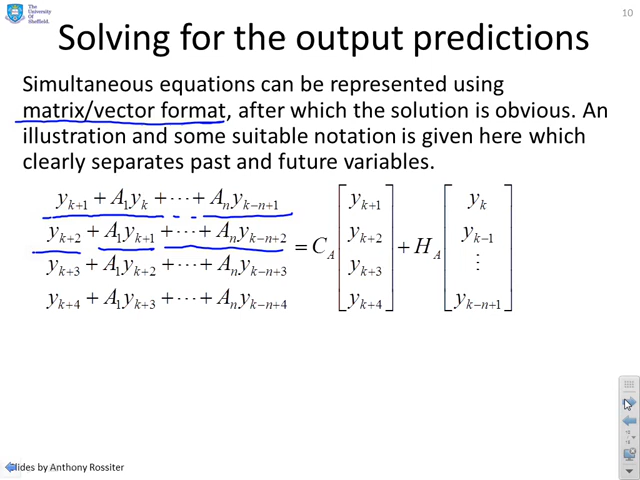 The
University
Of
Sheffield.
10
Solving for the output predictions
Simultaneous equations can be represented using
matrix/vector format, after which the solution is obvious. An
illustration and some suitable notation is given here which
clearly separates past and future variables.
y_{k+1} + A_1 y_k + ⋯ + A_n y_{k−n+1}
y_{k+2} + A_1 y_{k+1} + ⋯ + A_n y_{k−n+2}
y_{k+3} + A_1 y_{k+2} + ⋯ + A_n y_{k−n+3}
y_{k+4} + A_1 y_{k+3} + ⋯ + A_n y_{k−n+4}
= C_A
[y_{k+1}
y_{k+2}
y_{k+3}
y_{k+4}]
+ H_A
[y_k
y_{k−1}
⋮
y_{k−n+1}]
lides by Anthony Rossiter